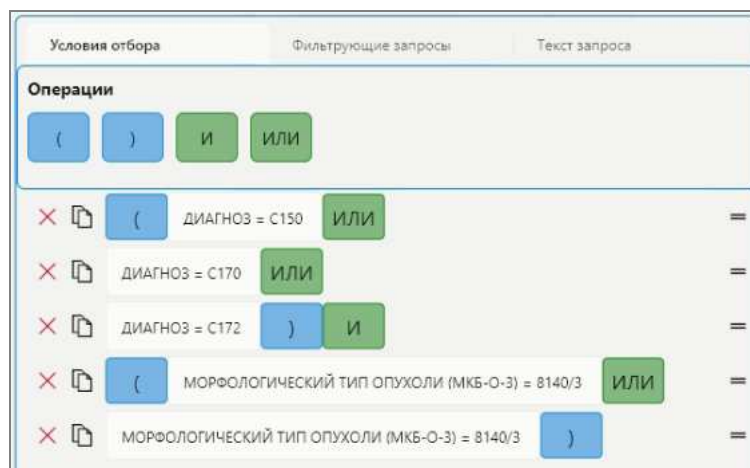 Условия отбора Фильтрующие запросы Текст запроса
Операции
( ) И ИЛИ
( ДИАГНОЗ = C150 ИЛИ
ДИАГНОЗ = C170 ИЛИ
ДИАГНОЗ = C172 ) И
( МОРФОЛОГИЧЕСКИЙ ТИП ОПУХОЛИ (МКБ-О-3) = 8140/3 ИЛИ
МОРФОЛОГИЧЕСКИЙ ТИП ОПУХОЛИ (МКБ-О-3) = 8140/3 )